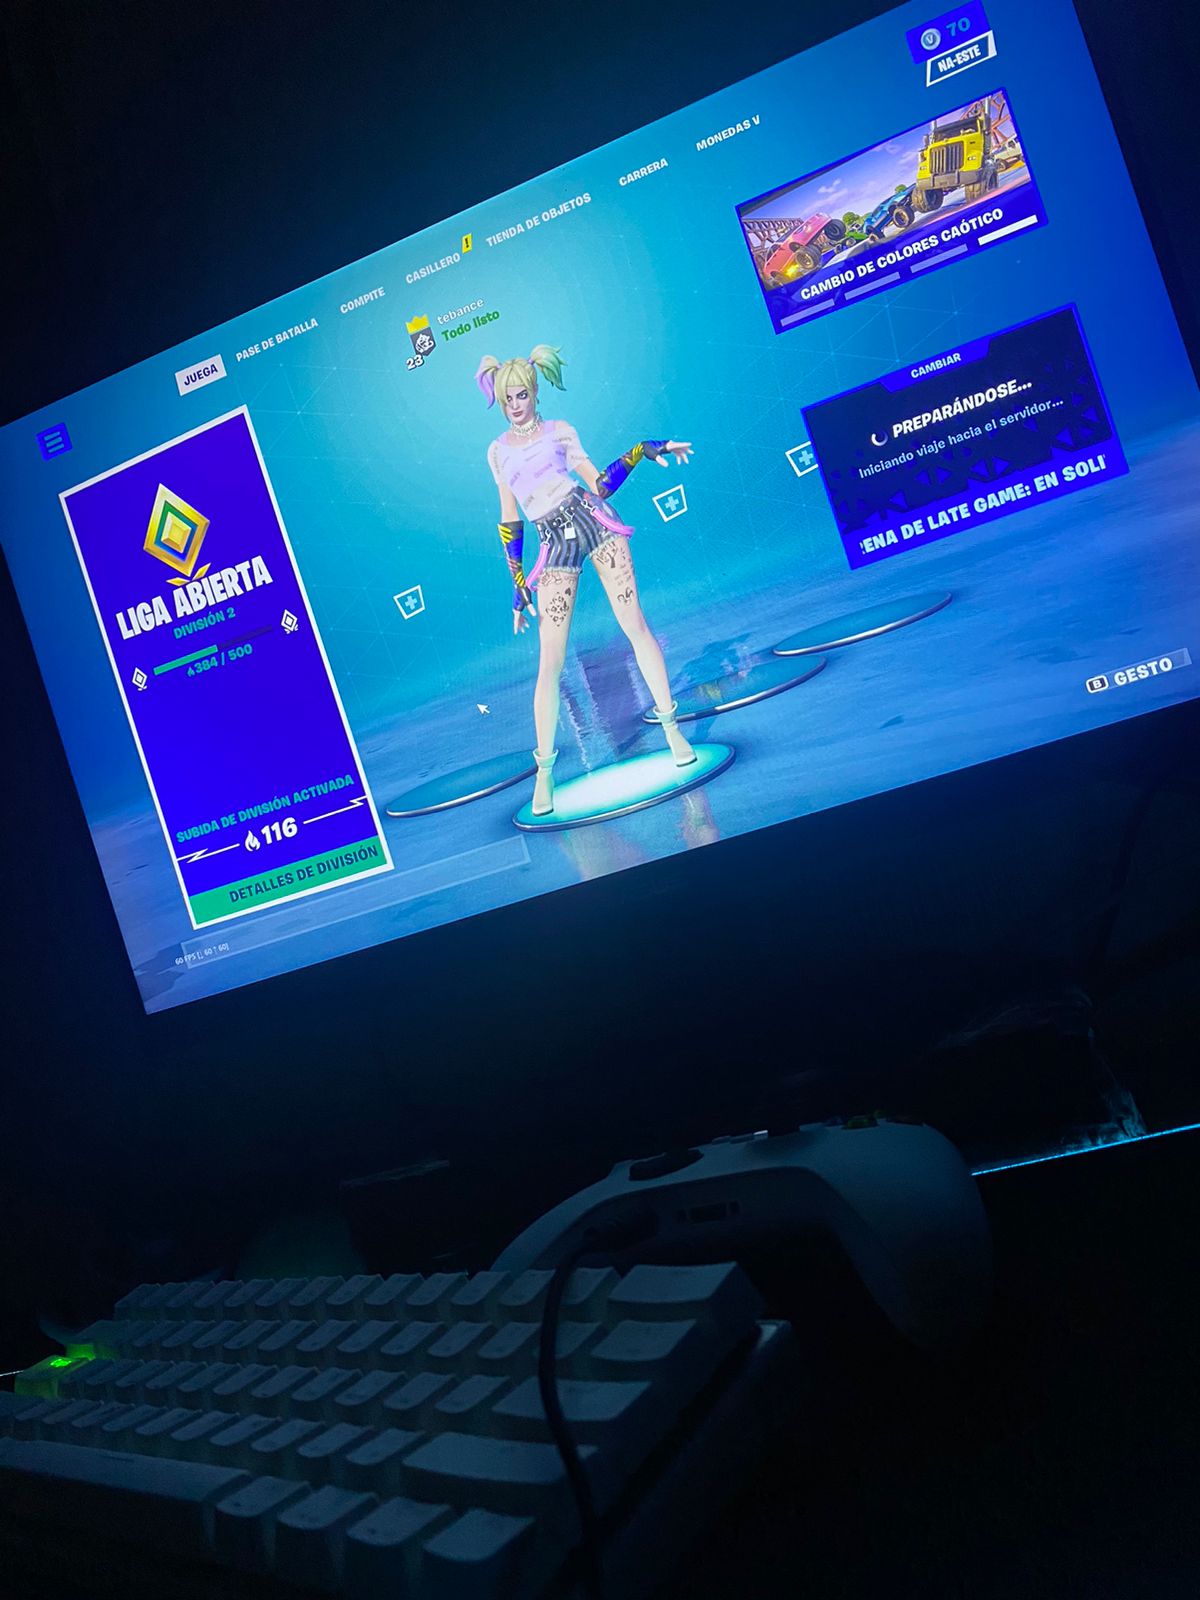 70
NA-ESTE
JUEGA
PASE DE BATALLA
COMPITE
CASILLERO
!
TIENDA DE OBJETOS
CARRERA
MONEDAS V
tebance
Todo listo
23
CAMBIO DE COLORES CAÓTICO
CAMBIAR
PREPARÁNDOSE...
Iniciando viaje hacia el servidor...
ENA DE LATE GAME: EN SOLI
LIGA ABIERTA
DIVISIÓN 2
384 / 500
SUBIDA DE DIVISIÓN ACTIVADA
116
DETALLES DE DIVISIÓN
B GESTO
60 FPS [↓ 60 ↑ 60]